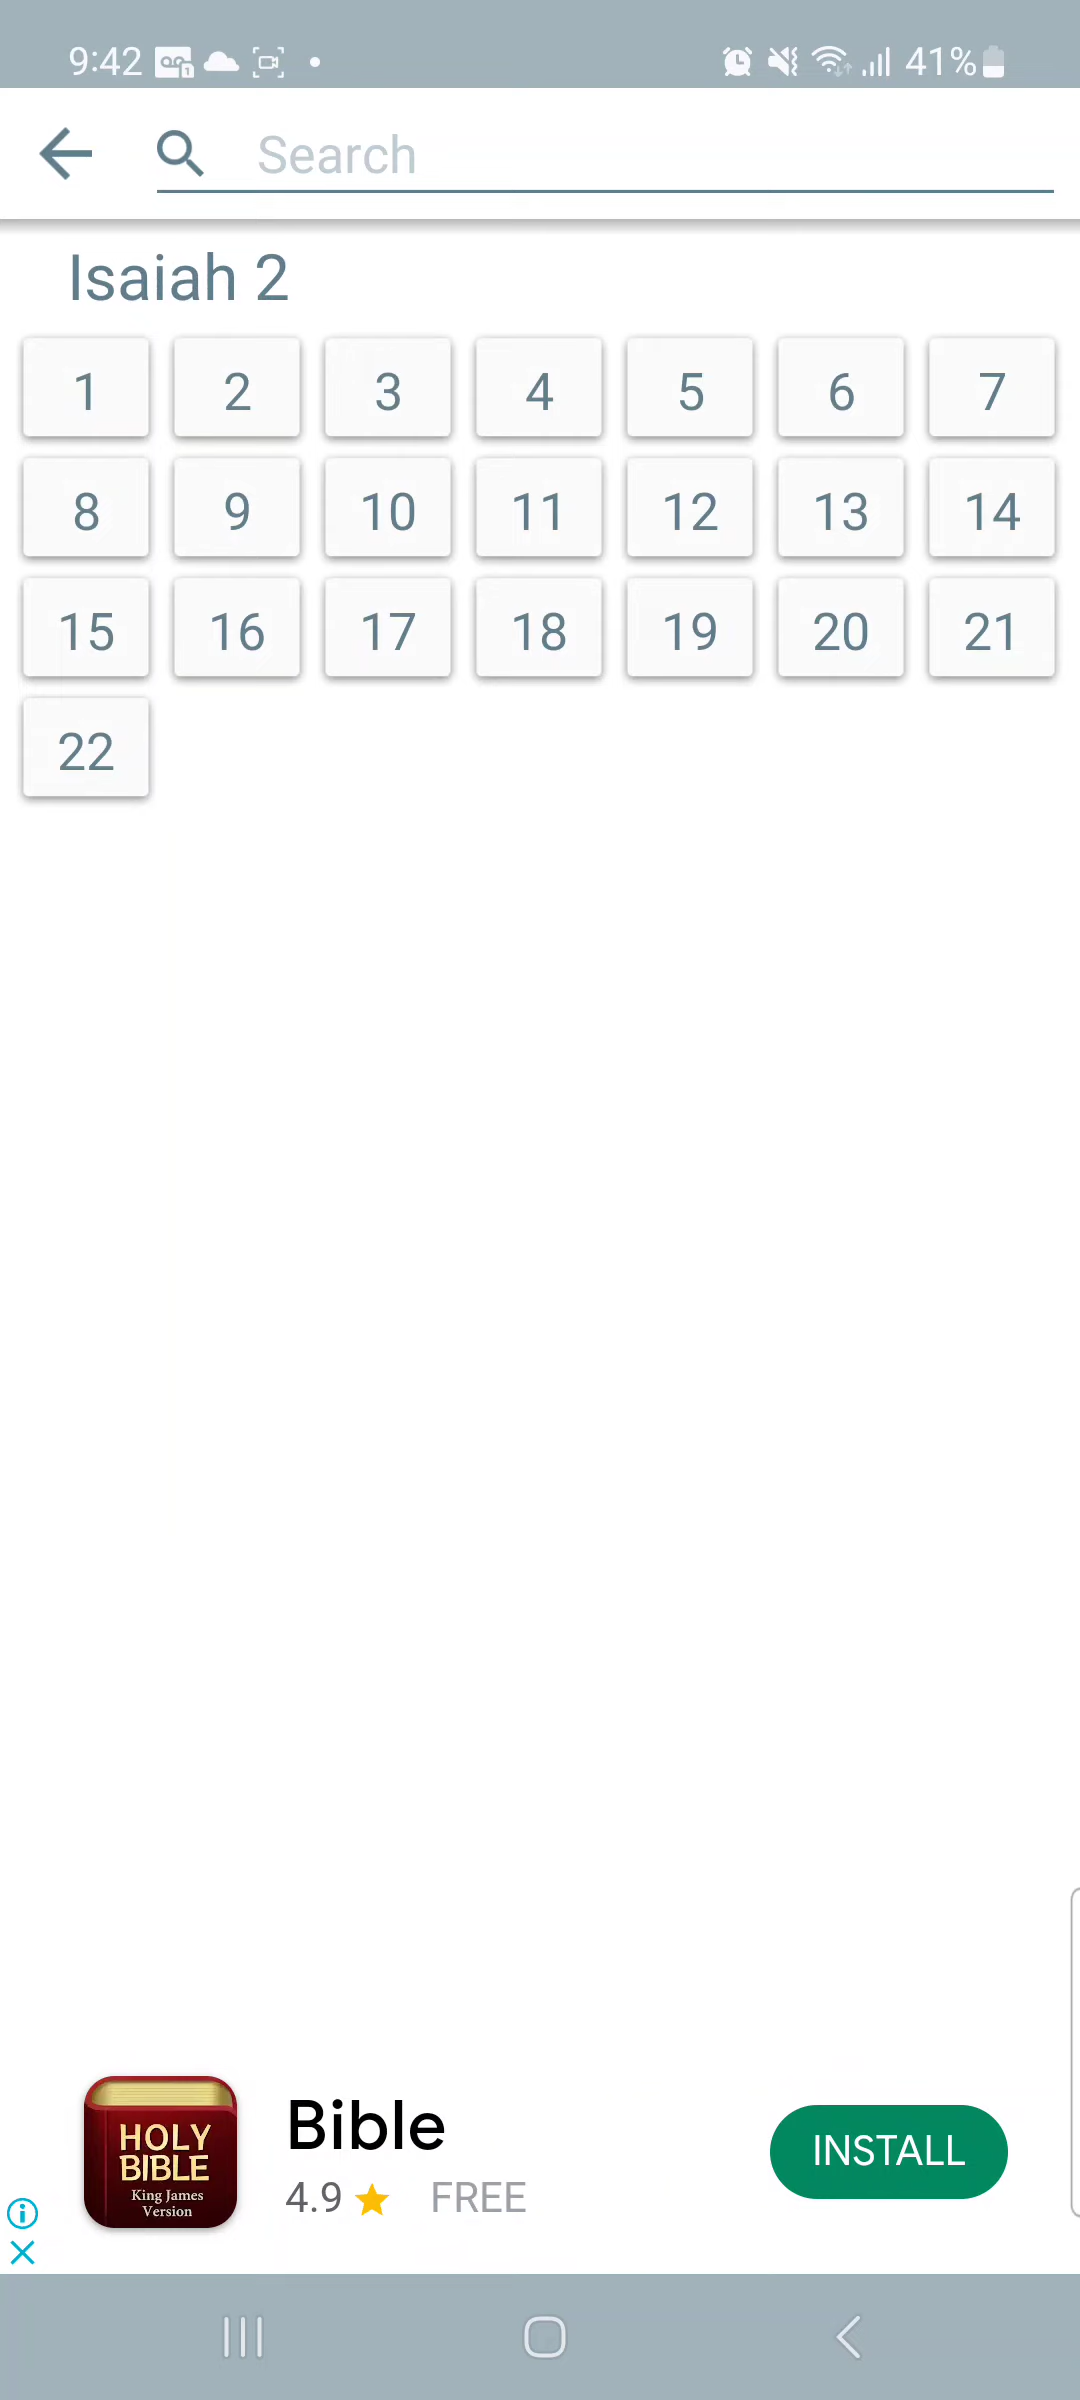 9:42 41%
Search
Isaiah 2
1 2 3 4 5 6 7
8 9 10 11 12 13 14
15 16 17 18 19 20 21
22
HOLY
BIBLE
King James
Version
Bible
4.9 FREE
INSTALL